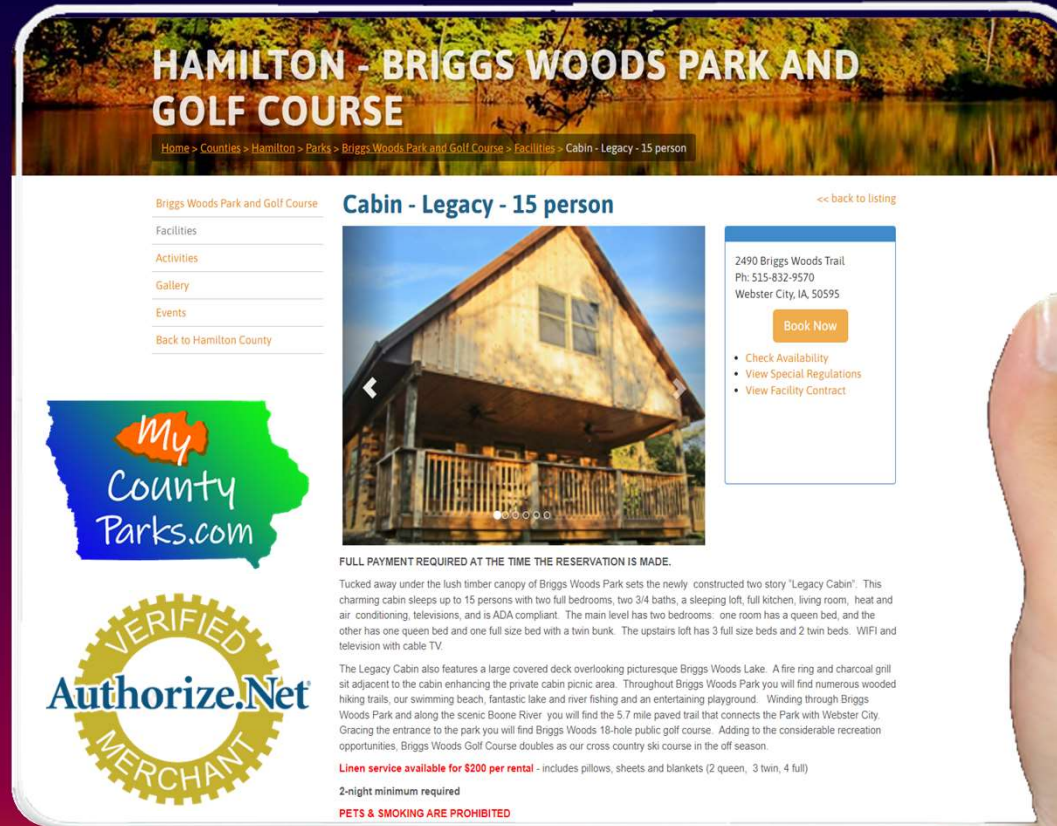 HAMILTON - BRIGGS WOODS PARK AND
GOLF COURSE
Home > Counties > Hamilton > Parks > Briggs Woods Park and Golf Course > Facilities > Cabin - Legacy - 15 person
Briggs Woods Park and Golf Course
Facilities
Activities
Gallery
Events
Back to Hamilton County
My
County
Parks.com
VERIFIED
Authorize.Net
MERCHANT
Cabin - Legacy - 15 person
<< back to listing
2490 Briggs Woods Trail
Ph: 515-832-9570
Webster City, IA, 50595
Book Now
Check Availability
View Special Regulations
View Facility Contract
FULL PAYMENT REQUIRED AT THE TIME THE RESERVATION IS MADE.
Tucked away under the lush timber canopy of Briggs Woods Park sets the newly constructed two story "Legacy Cabin". This
charming cabin sleeps up to 15 persons with two full bedrooms, two 3/4 baths, a sleeping loft, full kitchen, living room, heat and
air conditioning, televisions, and is ADA compliant. The main level has two bedrooms: one room has a queen bed, and the
other has one queen bed and one full size bed with a twin bunk. The upstairs loft has 3 full size beds and 2 twin beds. WIFI and
television with cable TV.
The Legacy Cabin also features a large covered deck overlooking picturesque Briggs Woods Lake. A fire ring and charcoal grill
sit adjacent to the cabin enhancing the private cabin picnic area. Throughout Briggs Woods Park you will find numerous wooded
hiking trails, our swimming beach, fantastic lake and river fishing and an entertaining playground. Winding through Briggs
Woods Park and along the scenic Boone River you will find the 5.7 mile paved trail that connects the Park with Webster City.
Gracing the entrance to the park you will find Briggs Woods 18-hole public golf course. Adding to the considerable recreation
opportunities, Briggs Woods Golf Course doubles as our cross country ski course in the off season.
Linen service available for $200 per rental - includes pillows, sheets and blankets (2 queen, 3 twin, 4 full)
2-night minimum required
PETS & SMOKING ARE PROHIBITED